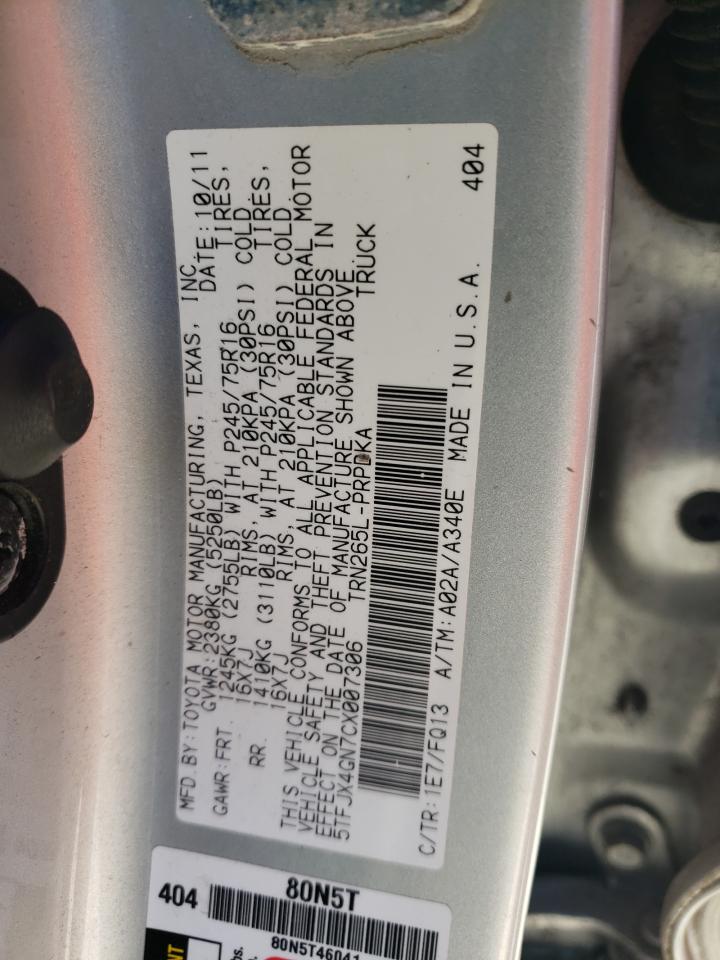 MFD.BY:TOYOTA MOTOR MANUFACTURING, TEXAS, INC.
GVWR:2380KG (5250LB) DATE:10/11
GAWR:FRT. 1245KG (2755LB) WITH P245/75R16 TIRES,
16X7J RIMS, AT 210KPA (30PSI) COLD.
RR. 1410KG (3110LB) WITH P245/75R16 TIRES,
16X7J RIMS, AT 210KPA (30PSI) COLD.
THIS VEHICLE CONFORMS TO ALL APPLICABLE FEDERAL MOTOR
VEHICLE SAFETY AND THEFT PREVENTION STANDARDS IN
EFFECT ON THE DATE OF MANUFACTURE SHOWN ABOVE.
5TFJX4GN7CX007306 TRN265L-PRPDKA TRUCK
C/TR:1E7/FQ13 A/TM:A02A/A340E MADE IN U.S.A. 404
80N5T
404
80N5T46041